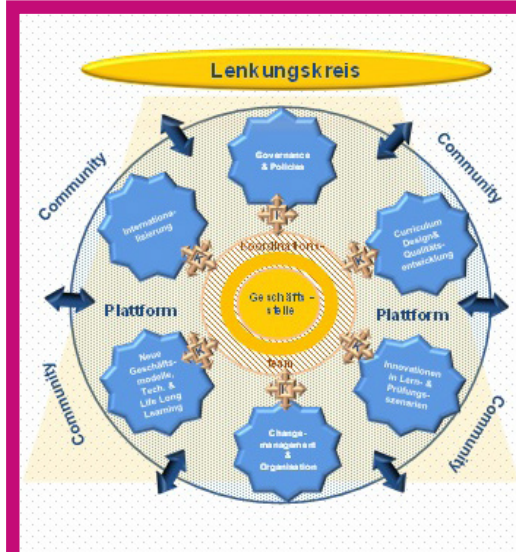 Lenkungskreis
Community
Community
Governance
& Policies
Internationa-
lisierung
K
Koordinations-
Curriculum
Design&
Qualitäts-
entwicklung
K
K
Geschäfts -
stelle
Plattform
Plattform
Neue
Geschäfts-
modelle,
Tech. &
Life Long
Learning
K
K
team
Innovationen
in Lern- &
Prüfungs-
szenarien
K
Change-
management
&
Organisation
Community
Community